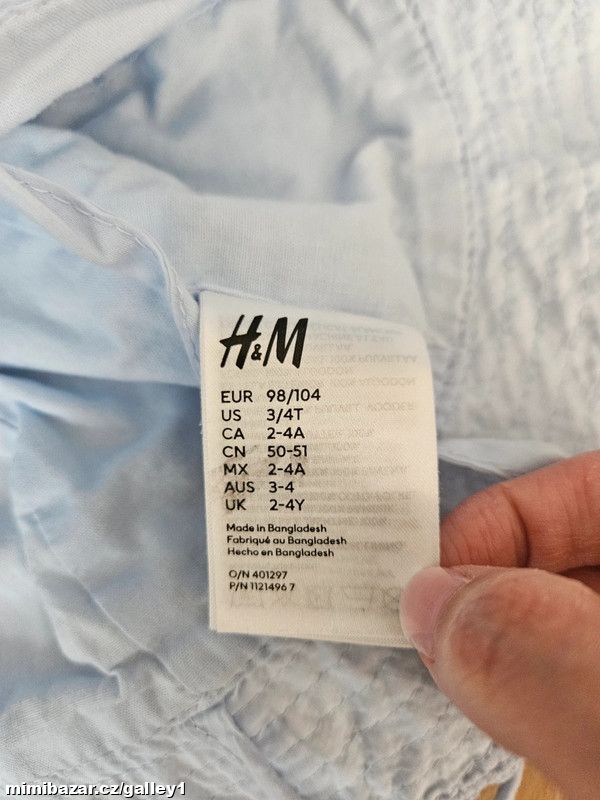 H&M
EUR 98/104
US 3/4T
CA 2-4A
CN 50-51
MX 2-4A
AUS 3-4
UK 2-4Y
Made in Bangladesh
Fabriqué au Bangladesh
Hecho en Bangladesh
O/N 401297
P/N 1121496 7
mimibazar.cz/galley1